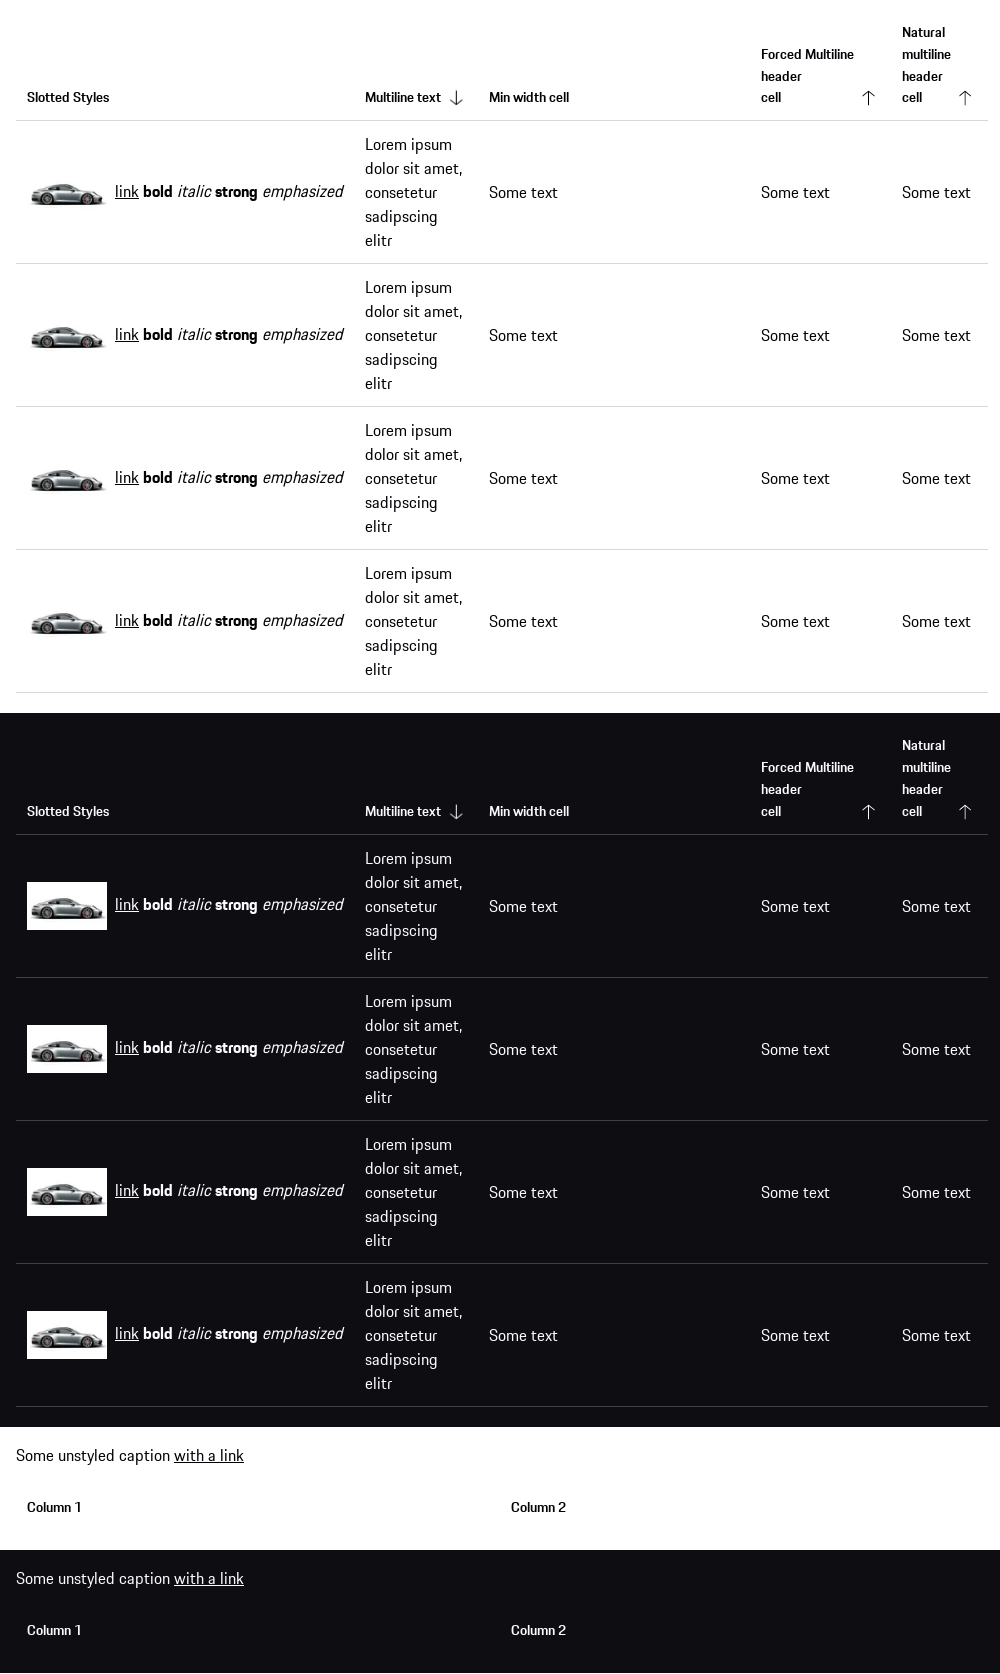 Slotted Styles
Multiline text
Min width cell
Forced Multiline
header
cell
Natural
multiline
header
cell
link bold italic strong emphasized
Lorem ipsum
dolor sit amet,
consetetur
sadipscing
elitr
Some text
Some text
Some text
link bold italic strong emphasized
Lorem ipsum
dolor sit amet,
consetetur
sadipscing
elitr
Some text
Some text
Some text
link bold italic strong emphasized
Lorem ipsum
dolor sit amet,
consetetur
sadipscing
elitr
Some text
Some text
Some text
link bold italic strong emphasized
Lorem ipsum
dolor sit amet,
consetetur
sadipscing
elitr
Some text
Some text
Some text
Slotted Styles
Multiline text
Min width cell
Forced Multiline
header
cell
Natural
multiline
header
cell
link bold italic strong emphasized
Lorem ipsum
dolor sit amet,
consetetur
sadipscing
elitr
Some text
Some text
Some text
link bold italic strong emphasized
Lorem ipsum
dolor sit amet,
consetetur
sadipscing
elitr
Some text
Some text
Some text
link bold italic strong emphasized
Lorem ipsum
dolor sit amet,
consetetur
sadipscing
elitr
Some text
Some text
Some text
link bold italic strong emphasized
Lorem ipsum
dolor sit amet,
consetetur
sadipscing
elitr
Some text
Some text
Some text
Some unstyled caption with a link
Column 1
Column 2
Some unstyled caption with a link
Column 1
Column 2